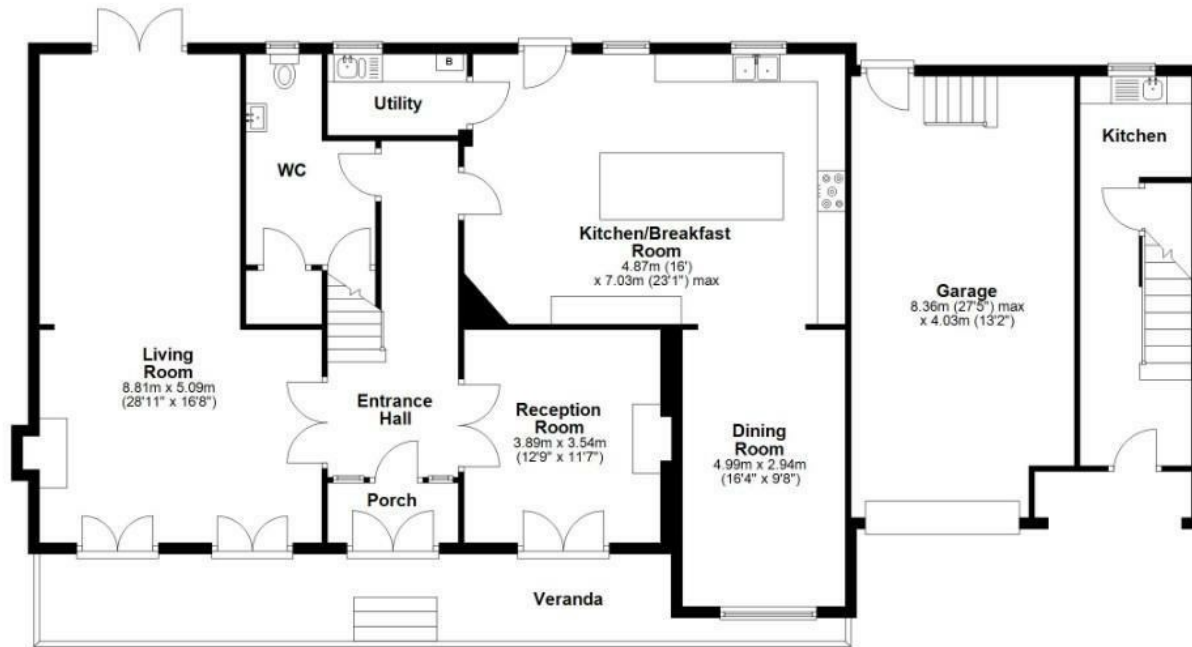 Utility
B
WC
Kitchen/Breakfast
Room
4.87m (16')
x 7.03m (23'1") max
Kitchen
Garage
8.36m (27'5") max
x 4.03m (13'2")
Living
Room
8.81m x 5.09m
(28'11" x 16'8")
Entrance
Hall
Reception
Room
3.89m x 3.54m
(12'9" x 11'7")
Dining
Room
4.99m x 2.94m
(16'4" x 9'8")
Porch
Veranda